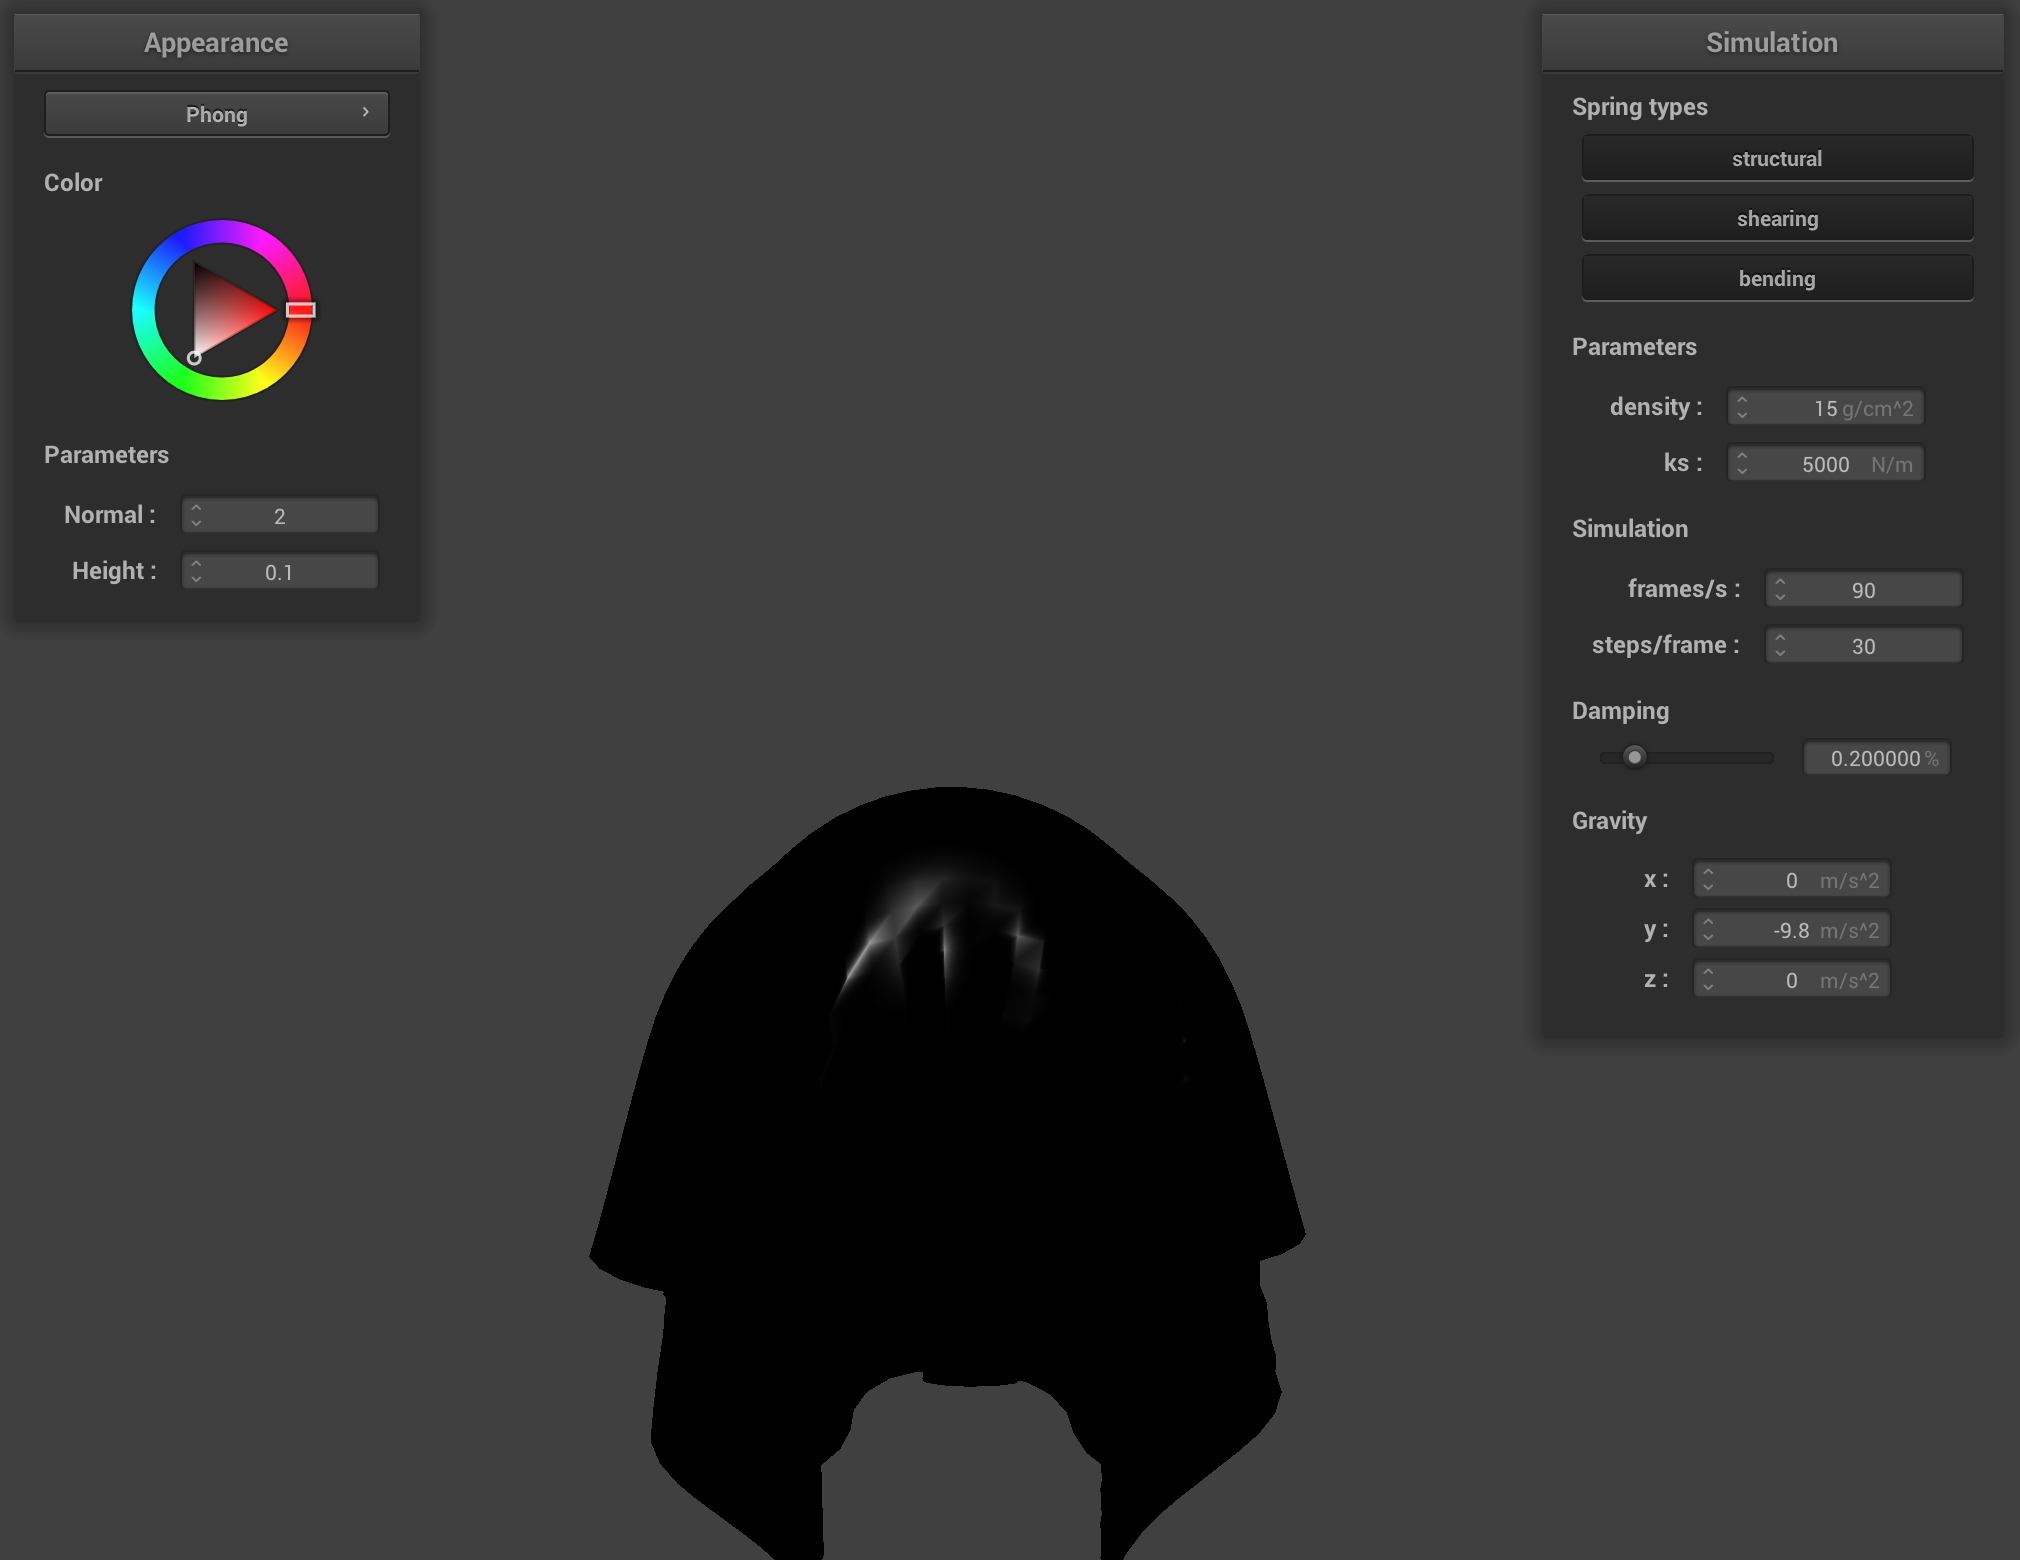 Appearance
Phong
Color
Parameters
Normal : 2
Height : 0.1
Simulation
Spring types
structural
shearing
bending
Parameters
density : 15 g/cm^2
ks : 5000 N/m
Simulation
frames/s : 90
steps/frame : 30
Damping
0.200000 %
Gravity
x : 0 m/s^2
y : -9.8 m/s^2
z : 0 m/s^2